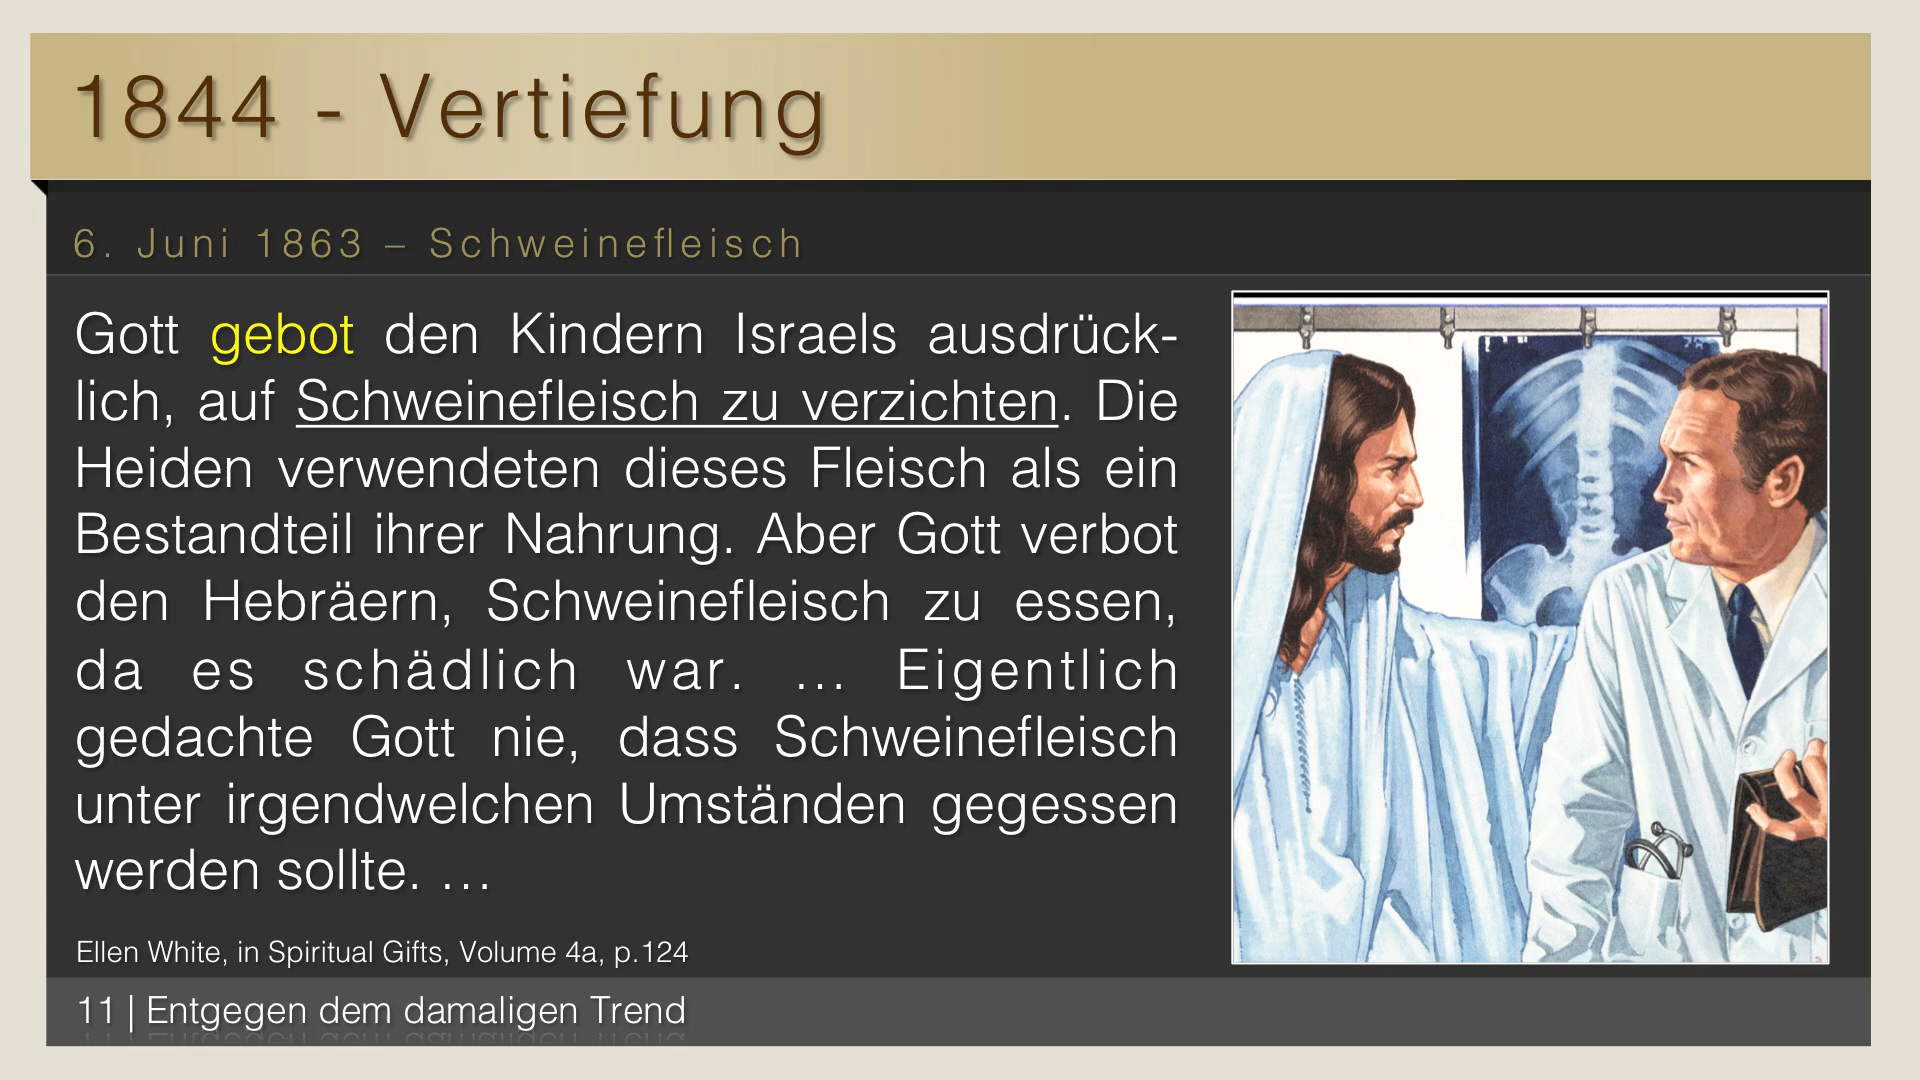 1844 - Vertiefung
6. Juni 1863 – Schweinefleisch
Gott gebot den Kindern Israels ausdrück-
lich, auf Schweinefleisch zu verzichten. Die
Heiden verwendeten dieses Fleisch als ein
Bestandteil ihrer Nahrung. Aber Gott verbot
den Hebräern, Schweinefleisch zu essen,
da es schädlich war. … Eigentlich
gedachte Gott nie, dass Schweinefleisch
unter irgendwelchen Umständen gegessen
werden sollte. …
Ellen White, in Spiritual Gifts, Volume 4a, p.124
11 | Entgegen dem damaligen Trend